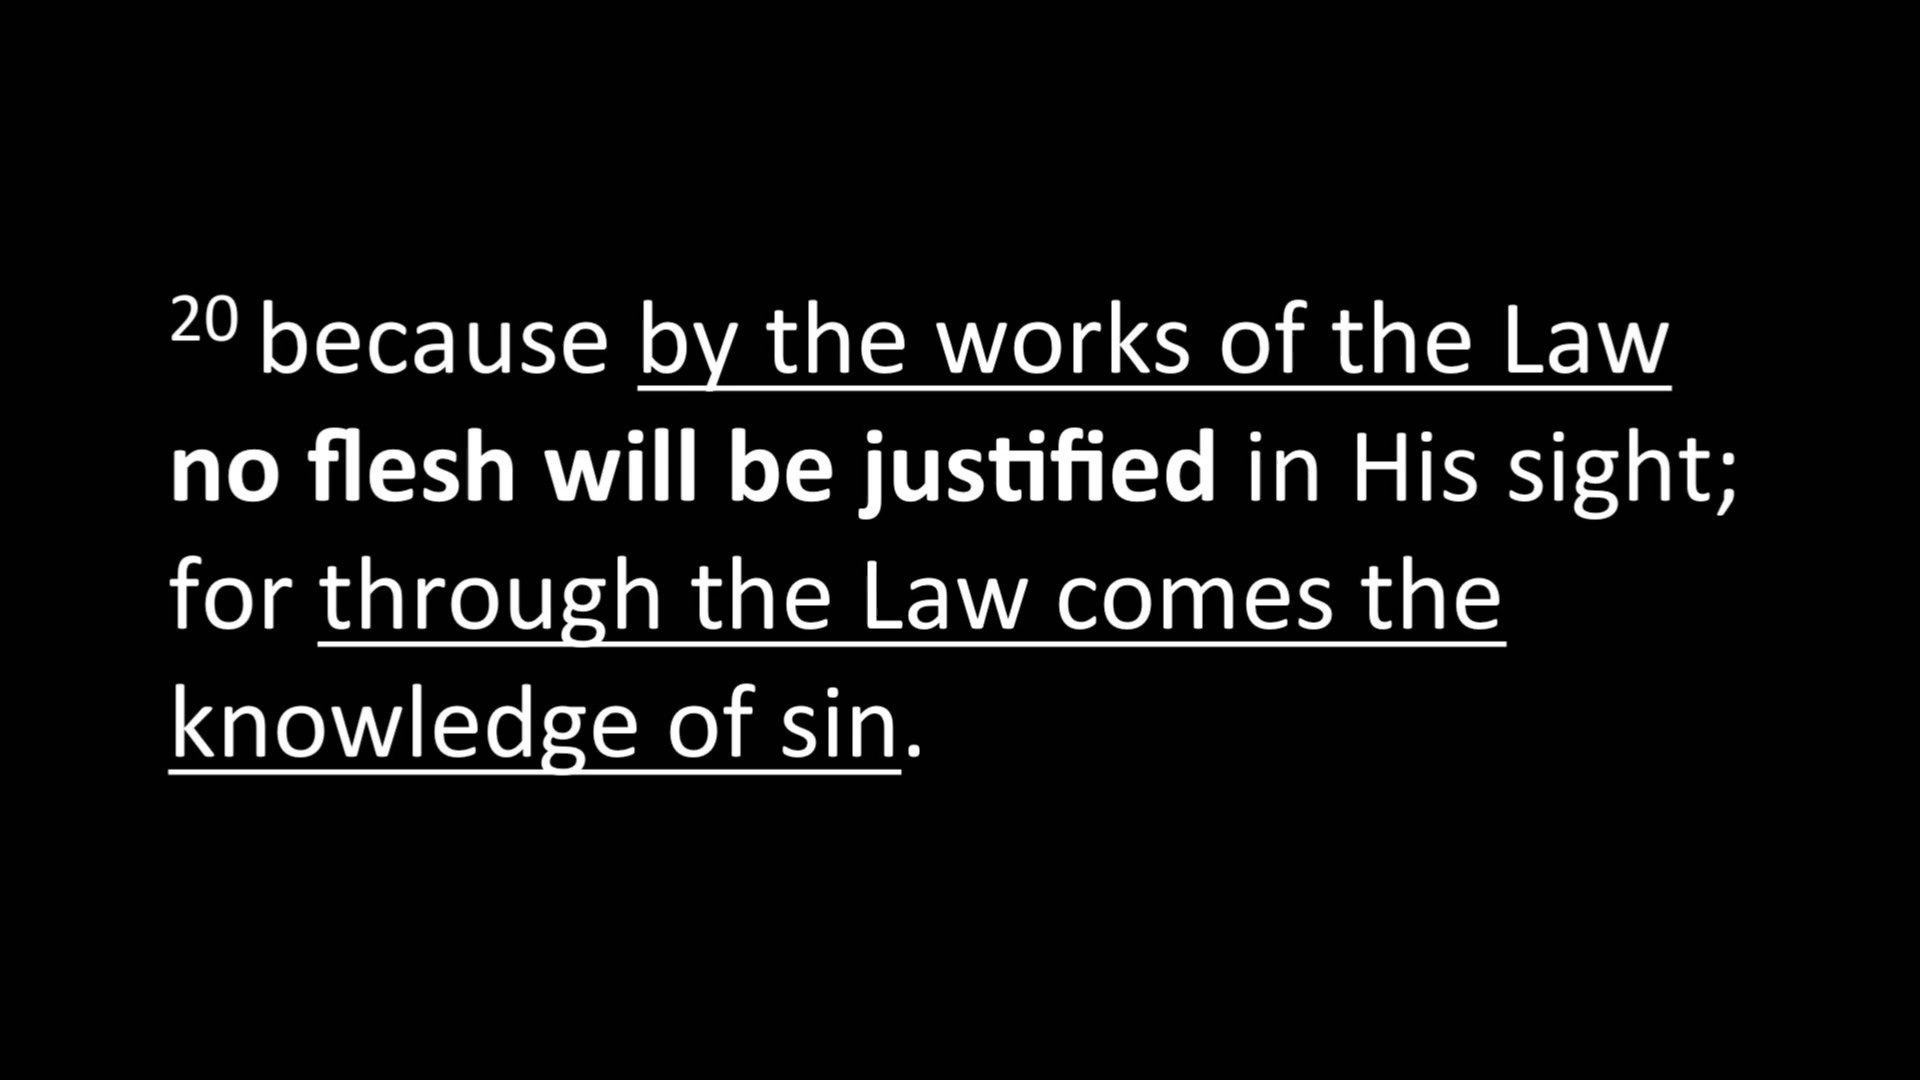 20 because by the works of the Law
no flesh will be justified in His sight;
for through the Law comes the
knowledge of sin.